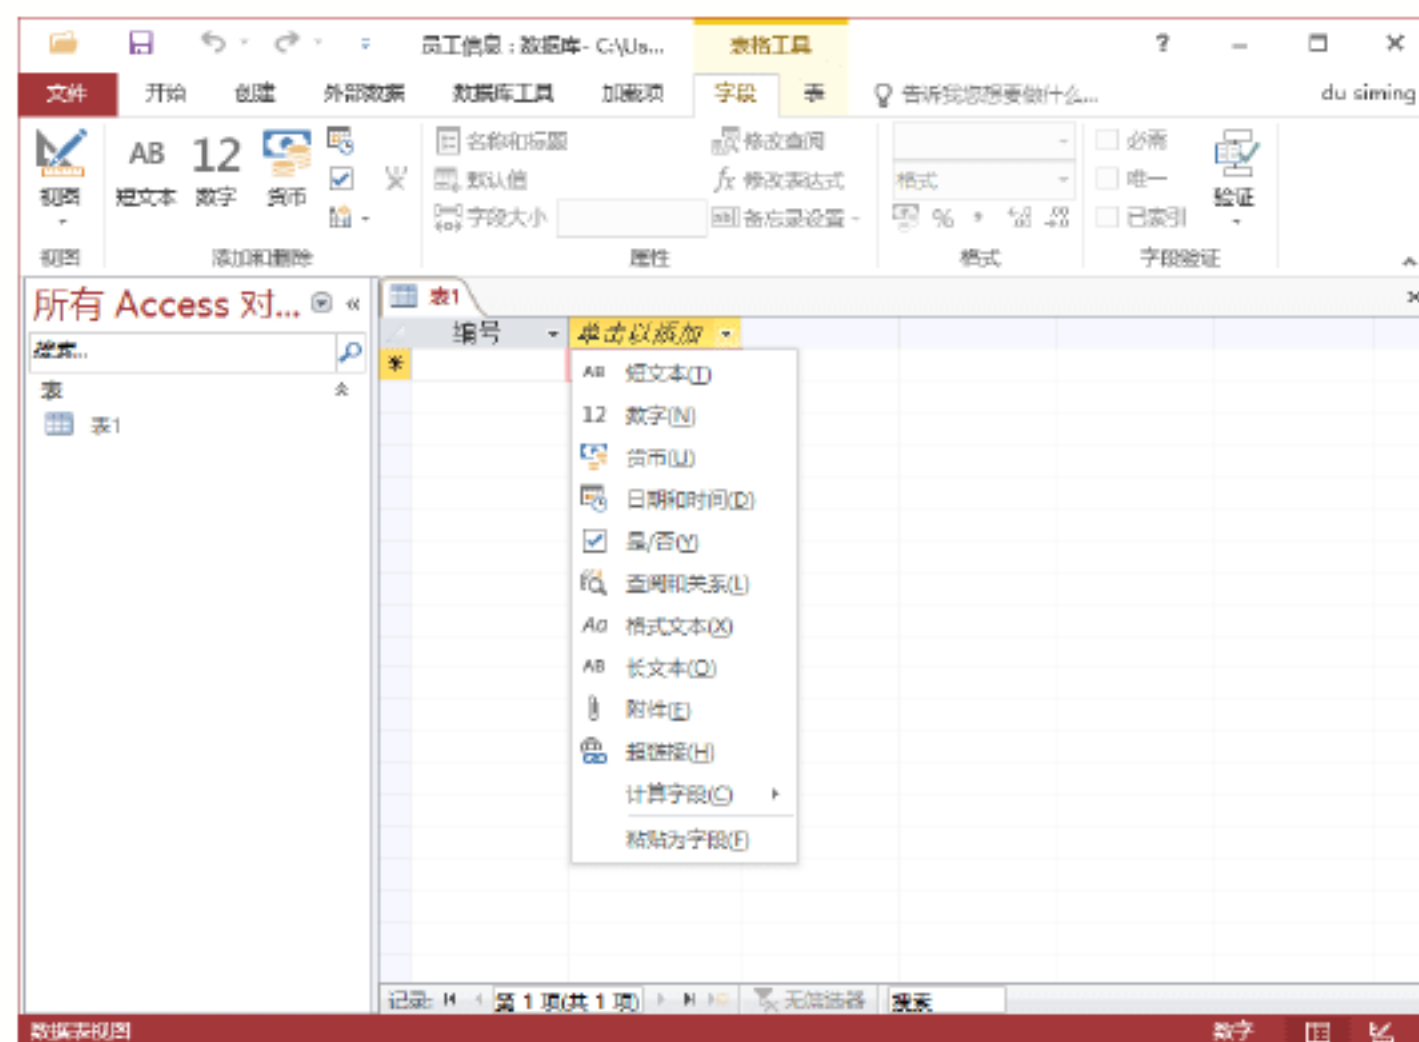 员工信息：数据库- C:\Us... 表格工具 ?
文件 开始 创建 外部数据 数据库工具 加载项 字段 表 告诉我您想要做什么... du siming
AB 12 名称和标题 修改查阅 必需
视图 短文本 数字 货币 默认值 fx 修改表达式 格式 唯一 验证
字段大小 ab| 备忘录设置 % 已索引
视图 添加和删除 属性 格式 字段验证
所有 Access 对... « 表1
搜索... 编号 单击以添加
表
表1
AB 短文本(T)
12 数字(N)
货币(U)
日期和时间(D)
是/否(Y)
查阅和关系(L)
Aa 格式文本(X)
AB 长文本(O)
附件(E)
超链接(H)
计算字段(C)
粘贴为字段(F)
记录: 第 1 项(共 1 项) 无筛选器 搜索
数据表视图 数字